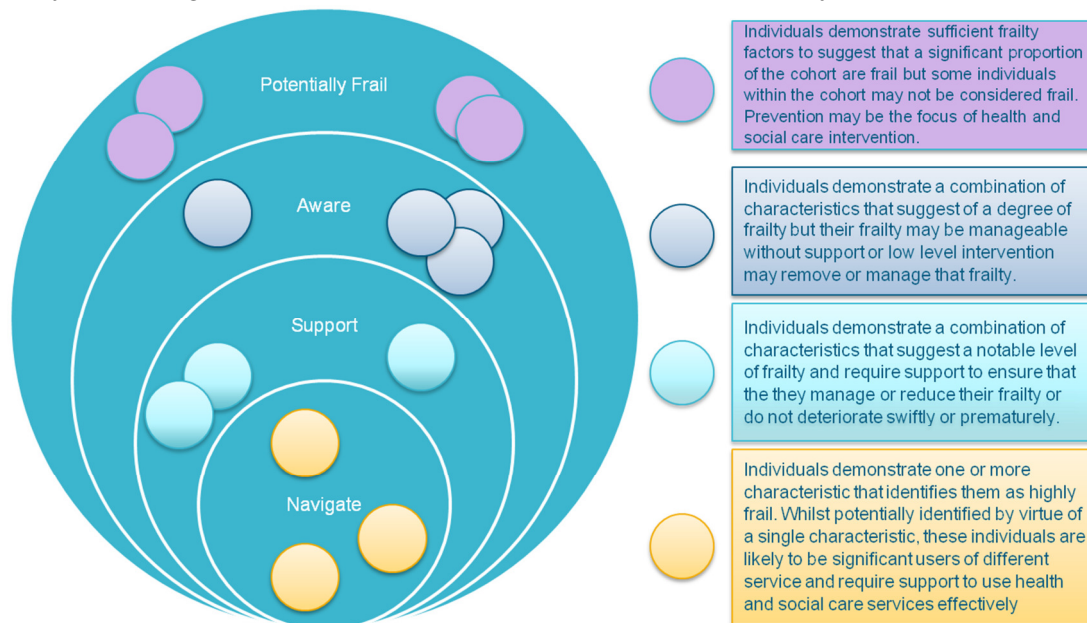 Potentially Frail
Aware
Support
Navigate
Individuals demonstrate sufficient frailty
factors to suggest that a significant proportion
of the cohort are frail but some individuals
within the cohort may not be considered frail.
Prevention may be the focus of health and
social care intervention.
Individuals demonstrate a combination of
characteristics that suggest of a degree of
frailty but their frailty may be manageable
without support or low level intervention
may remove or manage that frailty.
Individuals demonstrate a combination of
characteristics that suggest a notable level
of frailty and require support to ensure that
the they manage or reduce their frailty or
do not deteriorate swiftly or prematurely.
Individuals demonstrate one or more
characteristic that identifies them as highly
frail. Whilst potentially identified by virtue of
a single characteristic, these individuals are
likely to be significant users of different
service and require support to use health
and social care services effectively